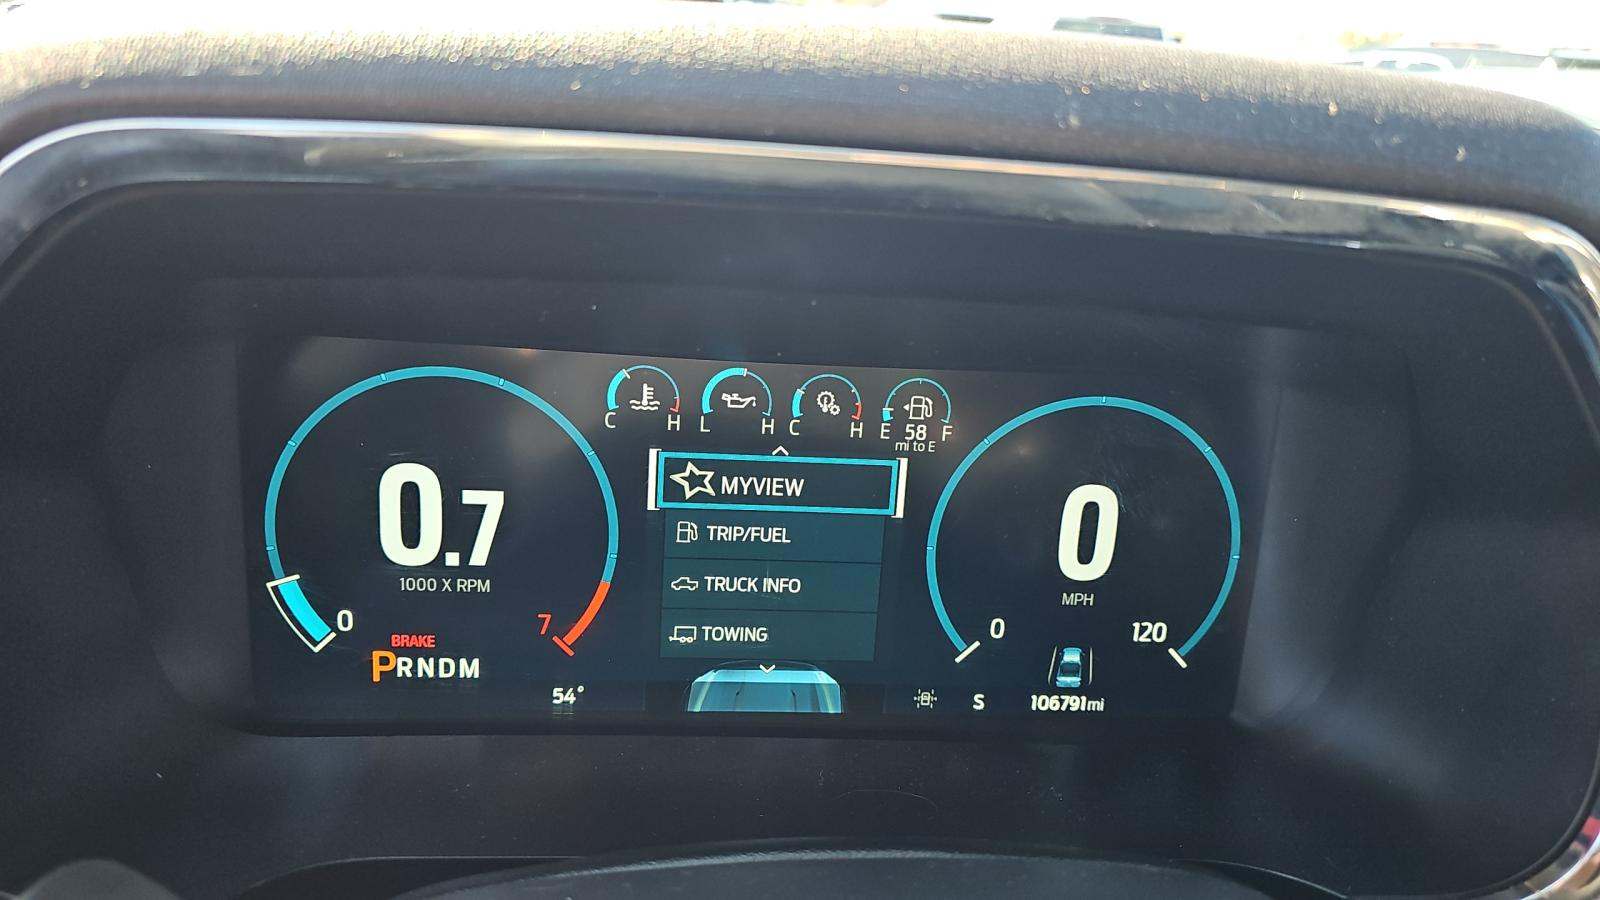 C H L H C H E 58 F
mi to E
MYVIEW
TRIP/FUEL
TRUCK INFO
TOWING
0.7
1000 X RPM
0 7
BRAKE
PRNDM
54°
0
MPH
0 120
S 106791mi